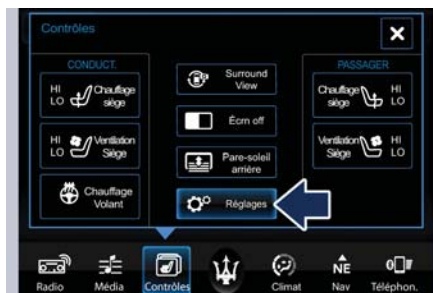 Contrôles
CONDUCT.
PASSAGER
HI
LO
Chauffage
siège
Surround
View
Chauffage
siège
HI
LO
HI
LO
Ventilation
Siège
Écrn off
Ventilation
Siège
HI
LO
Pare-soleil
arrière
Chauffage
Volant
Réglages
NE
Radio
Média
Contrôles
Climat
Nav
Téléphon.